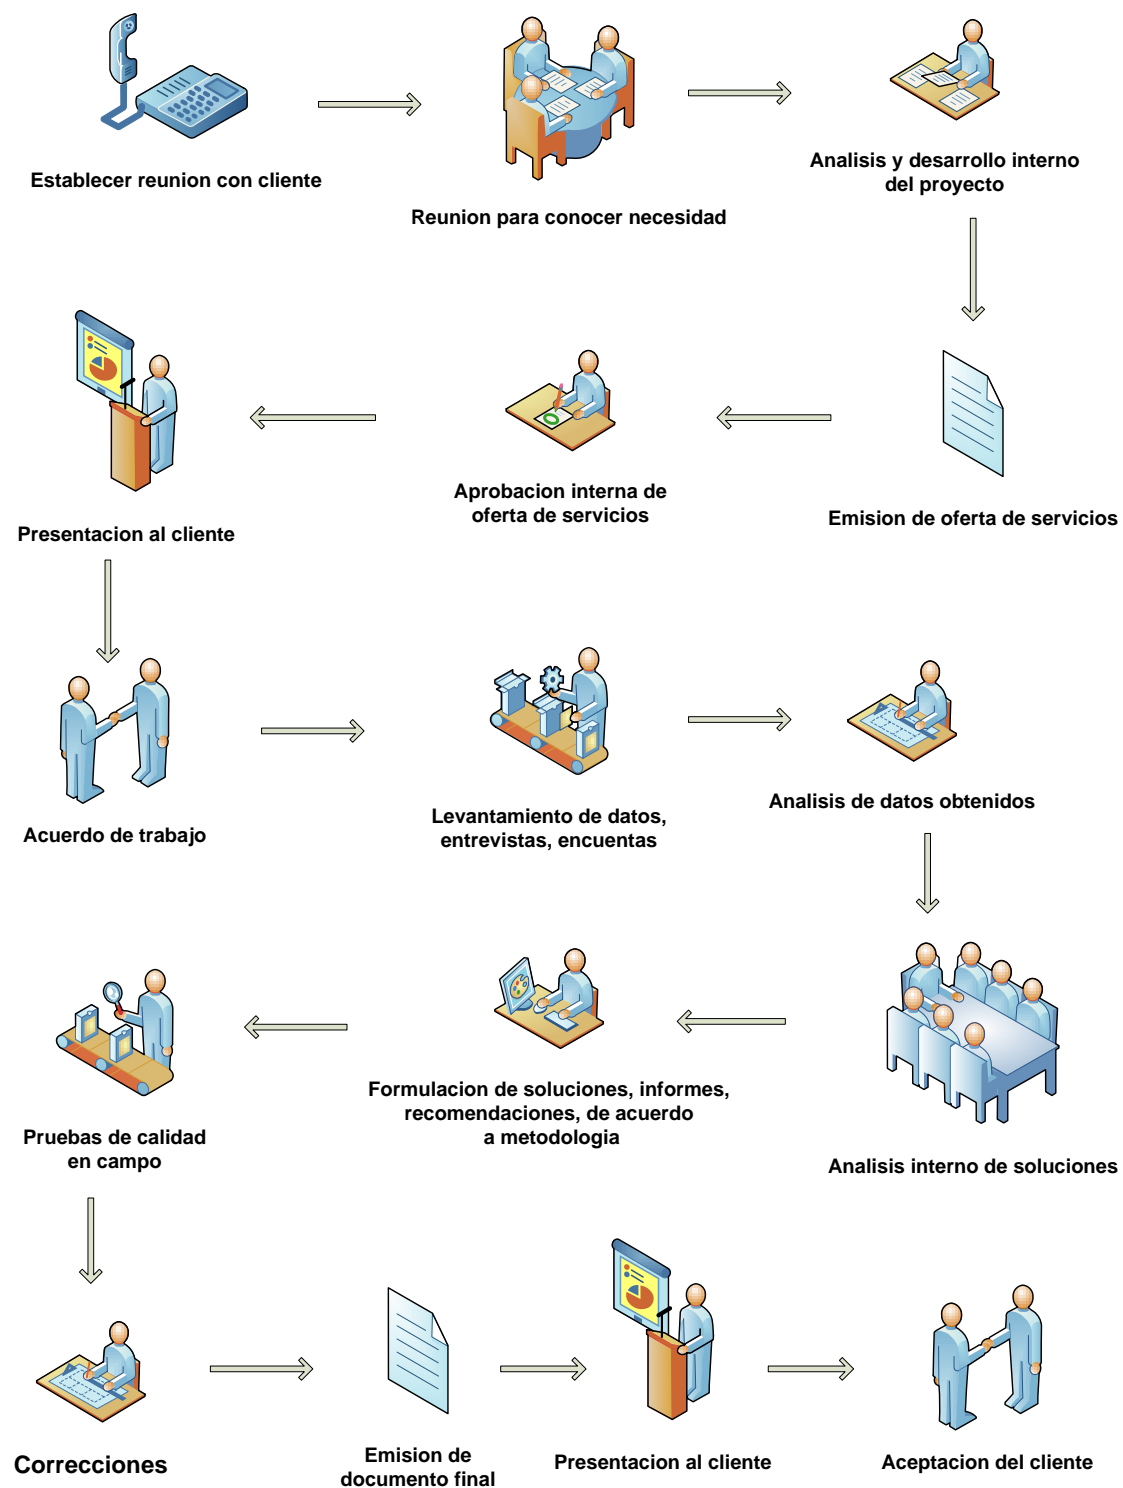 Establecer reunion con cliente
Reunion para conocer necesidad
Analisis y desarrollo interno
del proyecto
Emision de oferta de servicios
Aprobacion interna de
oferta de servicios
Presentacion al cliente
Acuerdo de trabajo
Levantamiento de datos,
entrevistas, encuentas
Analisis de datos obtenidos
Analisis interno de soluciones
Formulacion de soluciones, informes,
recomendaciones, de acuerdo
a metodologia
Pruebas de calidad
en campo
Correcciones
Emision de
documento final
Presentacion al cliente
Aceptacion del cliente